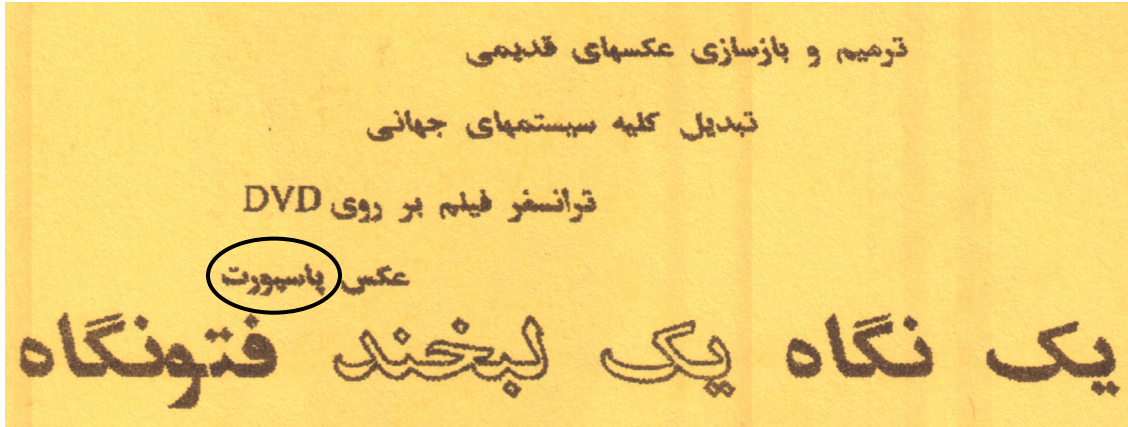 ترمیم و بازسازی عکسهای قدیمی
تبدیل کلیه سیستمهای جهانی
ترانسفر فیلم بر روی DVD
عکس پاسپورت
یک نگاه یک لبخند فتونگاه